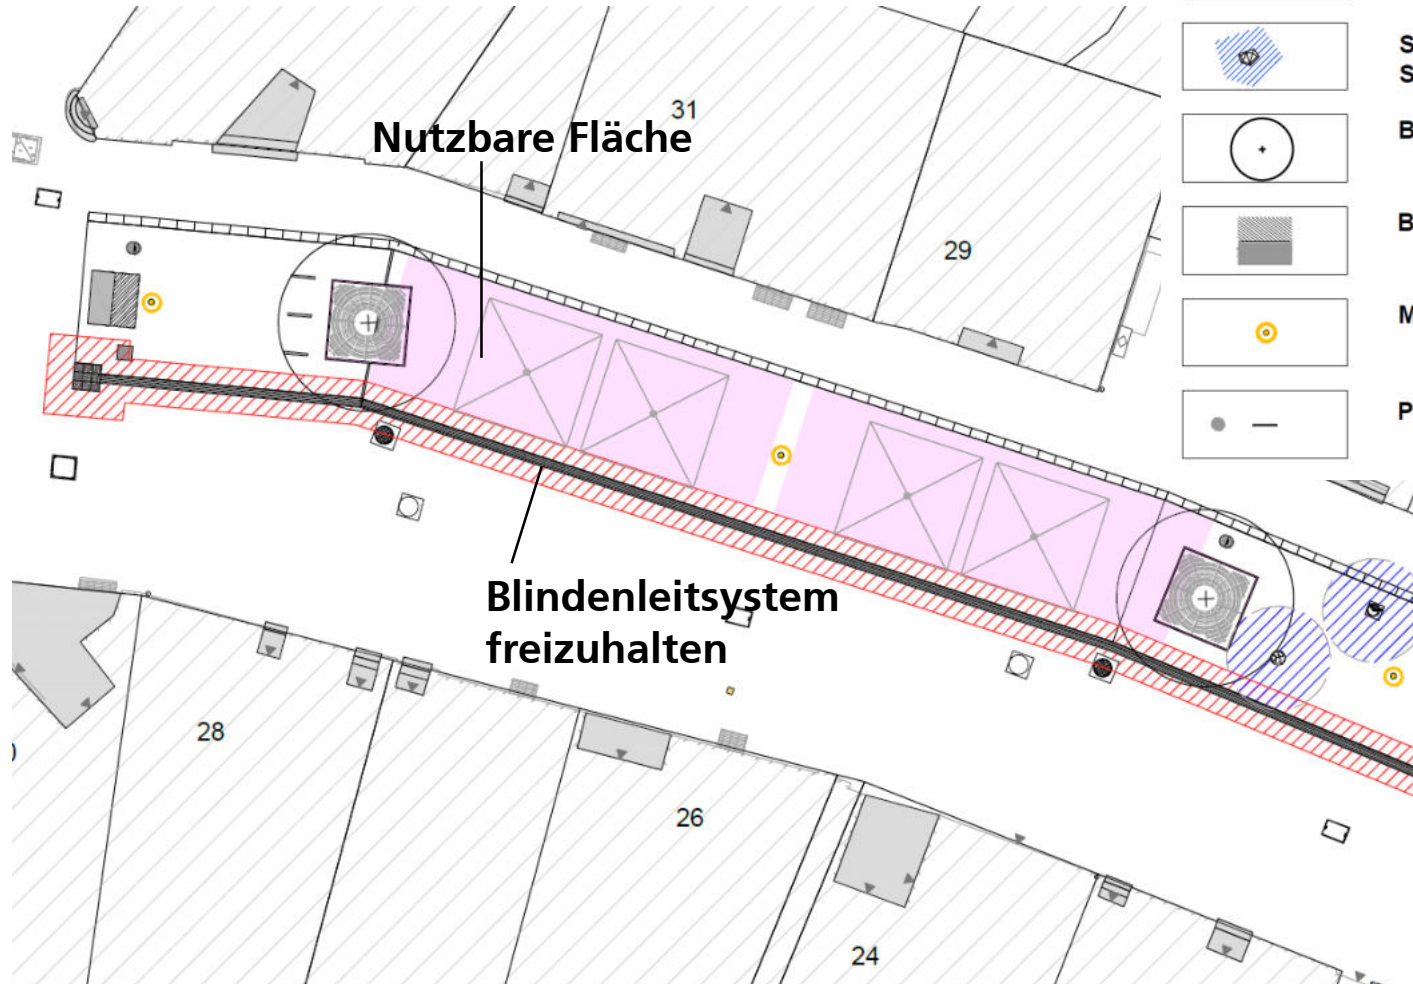 S
S
B
31
Nutzbare Fläche
B
29
M
P
Blindenleitsystem
freizuhalten
28
26
24